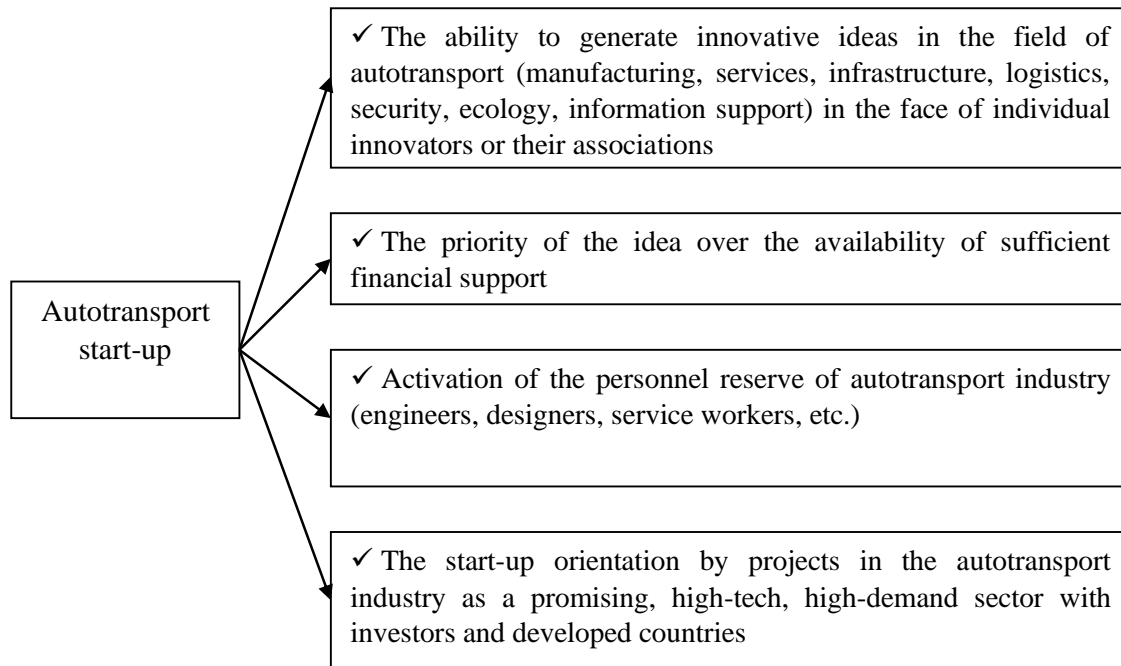 ✓ The ability to generate innovative ideas in the field of
autotransport (manufacturing, services, infrastructure, logistics,
security, ecology, information support) in the face of individual
innovators or their associations
✓ The priority of the idea over the availability of sufficient
financial support
Autotransport
start-up
✓ Activation of the personnel reserve of autotransport industry
(engineers, designers, service workers, etc.)
✓ The start-up orientation by projects in the autotransport
industry as a promising, high-tech, high-demand sector with
investors and developed countries